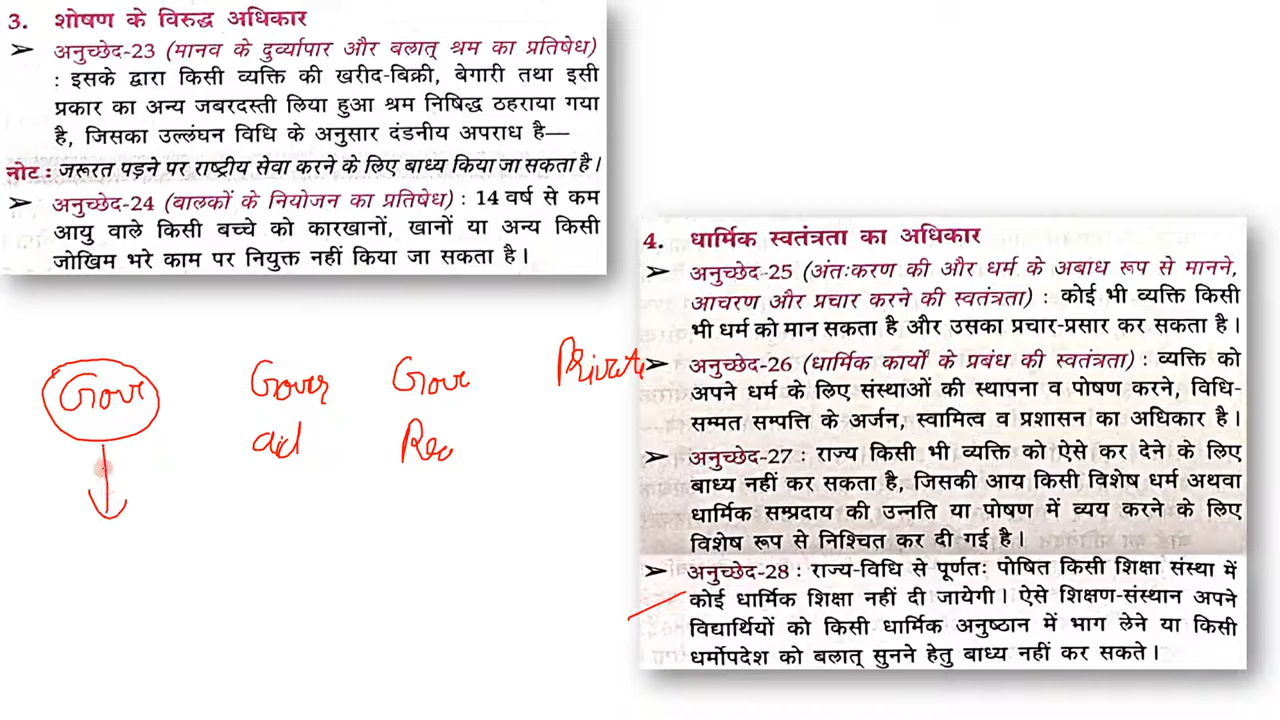 3. शोषण के विरुद्ध अधिकार
➢ अनुच्छेद-23 (मानव के दुर्व्यापार और बलात् श्रम का प्रतिषेध)
: इसके द्वारा किसी व्यक्ति की खरीद-बिक्री, बेगारी तथा इसी
प्रकार का अन्य जबरदस्ती लिया हुआ श्रम निषिद्ध ठहराया गया
है, जिसका उल्लंघन विधि के अनुसार दंडनीय अपराध है—
नोट : जरूरत पड़ने पर राष्ट्रीय सेवा करने के लिए बाध्य किया जा सकता है।
➢ अनुच्छेद-24 (बालकों के नियोजन का प्रतिषेध) : 14 वर्ष से कम
आयु वाले किसी बच्चे को कारखानों, खानों या अन्य किसी
जोखिम भरे काम पर नियुक्त नहीं किया जा सकता है।
Gove Gover Gove Private
aid Rec
4. धार्मिक स्वतंत्रता का अधिकार
➢ अनुच्छेद-25 (अंतःकरण की और धर्म के अबाध रूप से मानने,
आचरण और प्रचार करने की स्वतंत्रता) : कोई भी व्यक्ति किसी
भी धर्म को मान सकता है और उसका प्रचार-प्रसार कर सकता है।
➢ अनुच्छेद-26 (धार्मिक कार्यों के प्रबंध की स्वतंत्रता) : व्यक्ति को
अपने धर्म के लिए संस्थाओं की स्थापना व पोषण करने, विधि-
सम्मत सम्पत्ति के अर्जन, स्वामित्व व प्रशासन का अधिकार है।
➢ अनुच्छेद-27 : राज्य किसी भी व्यक्ति को ऐसे कर देने के लिए
बाध्य नहीं कर सकता है, जिसकी आय किसी विशेष धर्म अथवा
धार्मिक सम्प्रदाय की उन्नति या पोषण में व्यय करने के लिए
विशेष रूप से निश्चित कर दी गई है।
➢ अनुच्छेद-28 : राज्य-विधि से पूर्णतः पोषित किसी शिक्षा संस्था में
कोई धार्मिक शिक्षा नहीं दी जायेगी। ऐसे शिक्षण-संस्थान अपने
विद्यार्थियों को किसी धार्मिक अनुष्ठान में भाग लेने या किसी
धर्मोपदेश को बलात् सुनने हेतु बाध्य नहीं कर सकते।